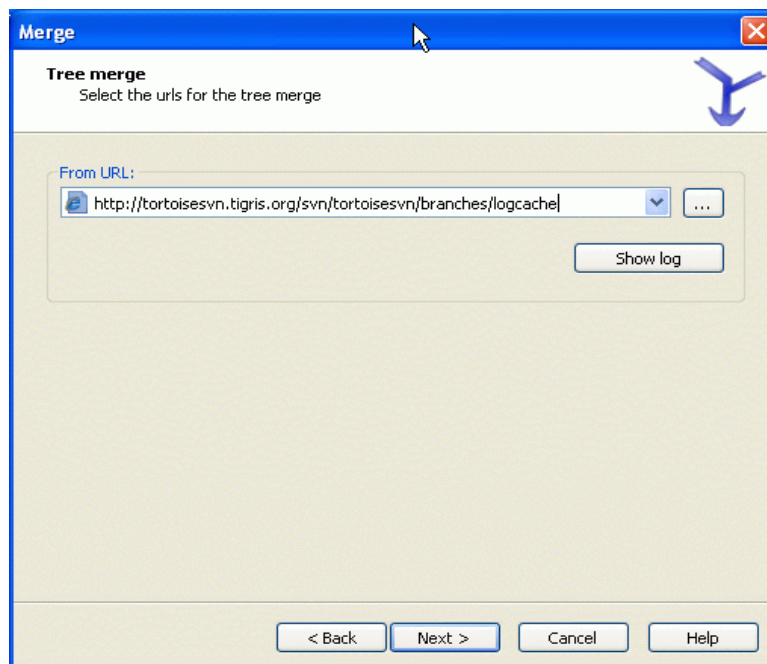 Merge
Tree merge
Select the urls for the tree merge
From URL:
http://tortoisesvn.tigris.org/svn/tortoisesvn/branches/logcache
...
Show log
< Back
Next >
Cancel
Help